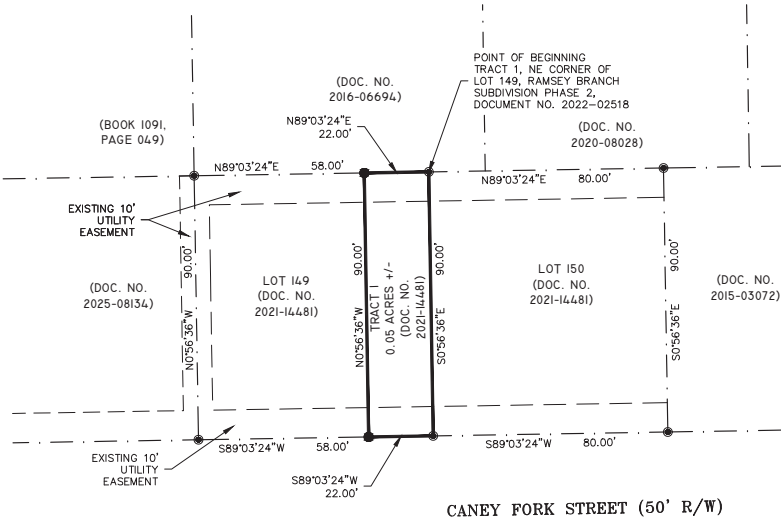 POINT OF BEGINNING
TRACT 1, NE CORNER OF
LOT 149, RAMSEY BRANCH
SUBDIVISION PHASE 2,
DOCUMENT NO. 2022-02518
(DOC. NO.
2016-06694)
N89°03'24"E
22.00'
(BOOK 1091,
PAGE 049)
(DOC. NO.
2020-08028)
N89°03'24"E
58.00'
N89°03'24"E
80.00'
EXISTING 10'
UTILITY
EASEMENT
(DOC. NO.
2025-08134)
90.00'
N0°56'36"W
LOT 149
(DOC. NO.
2021-14481)
90.00'
N0°56'36"W
TRACT 1
0.05 ACRES +/-
(DOC. NO.
2021-14481)
90.00'
S0°56'36"E
LOT 150
(DOC. NO.
2021-14481)
90.00'
S0°56'36"E
(DOC. NO.
2015-03072)
S89°03'24"W
58.00'
S89°03'24"W
80.00'
EXISTING 10'
UTILITY
EASEMENT
S89°03'24"W
22.00'
CANEY FORK STREET (50' R/W)